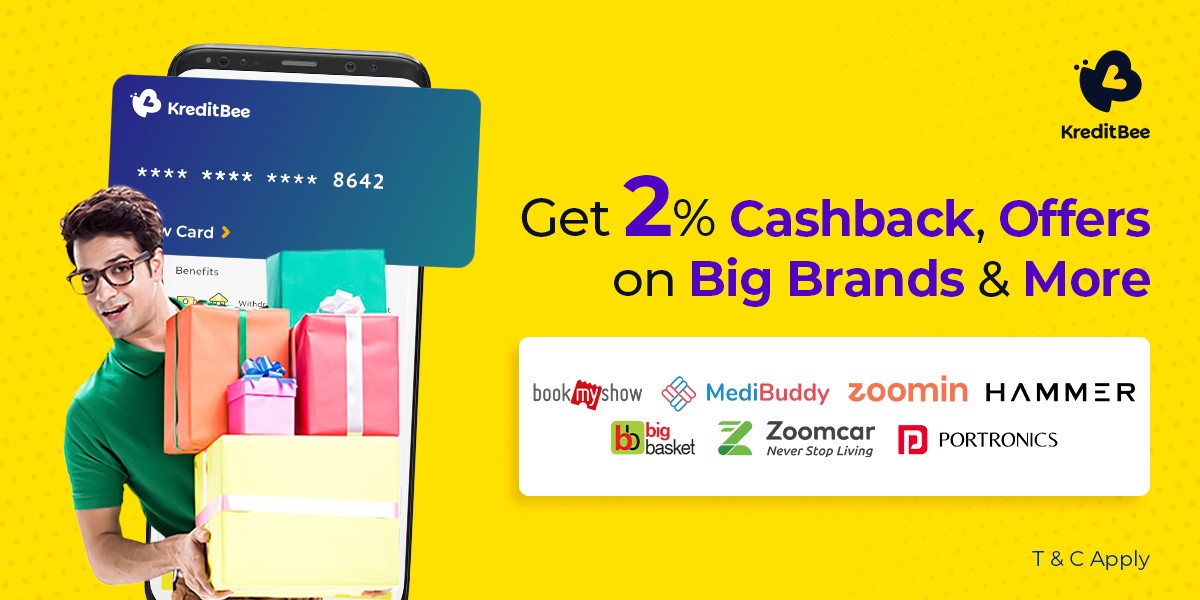 KreditBee
**** **** **** 8642
w Card >
Benefits
KreditBee
Get 2% Cashback, Offers
on Big Brands & More
bookmyshow MediBuddy zoomin HAMMER
big basket Zoomcar Never Stop Living PORTRONICS
T & C Apply